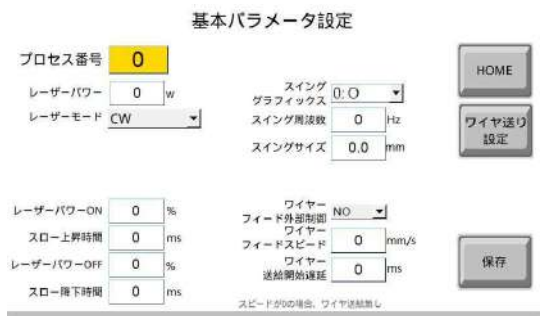 基本パラメータ設定
プロセス番号 0
レーザーパワー 0 w
レーザーモード CW
スイング
グラフィックス 0: O
スイング周波数 0 Hz
スイングサイズ 0.0 mm
HOME
ワイヤ送り
設定
レーザーパワーON 0 %
スロー上昇時間 0 ms
レーザーパワーOFF 0 %
スロー降下時間 0 ms
ワイヤー
フィード外部制御 NO
ワイヤー
フィードスピード 0 mm/s
ワイヤー
送給開始遅延 0 ms
スピードが0の場合、ワイヤ送給無し
保存